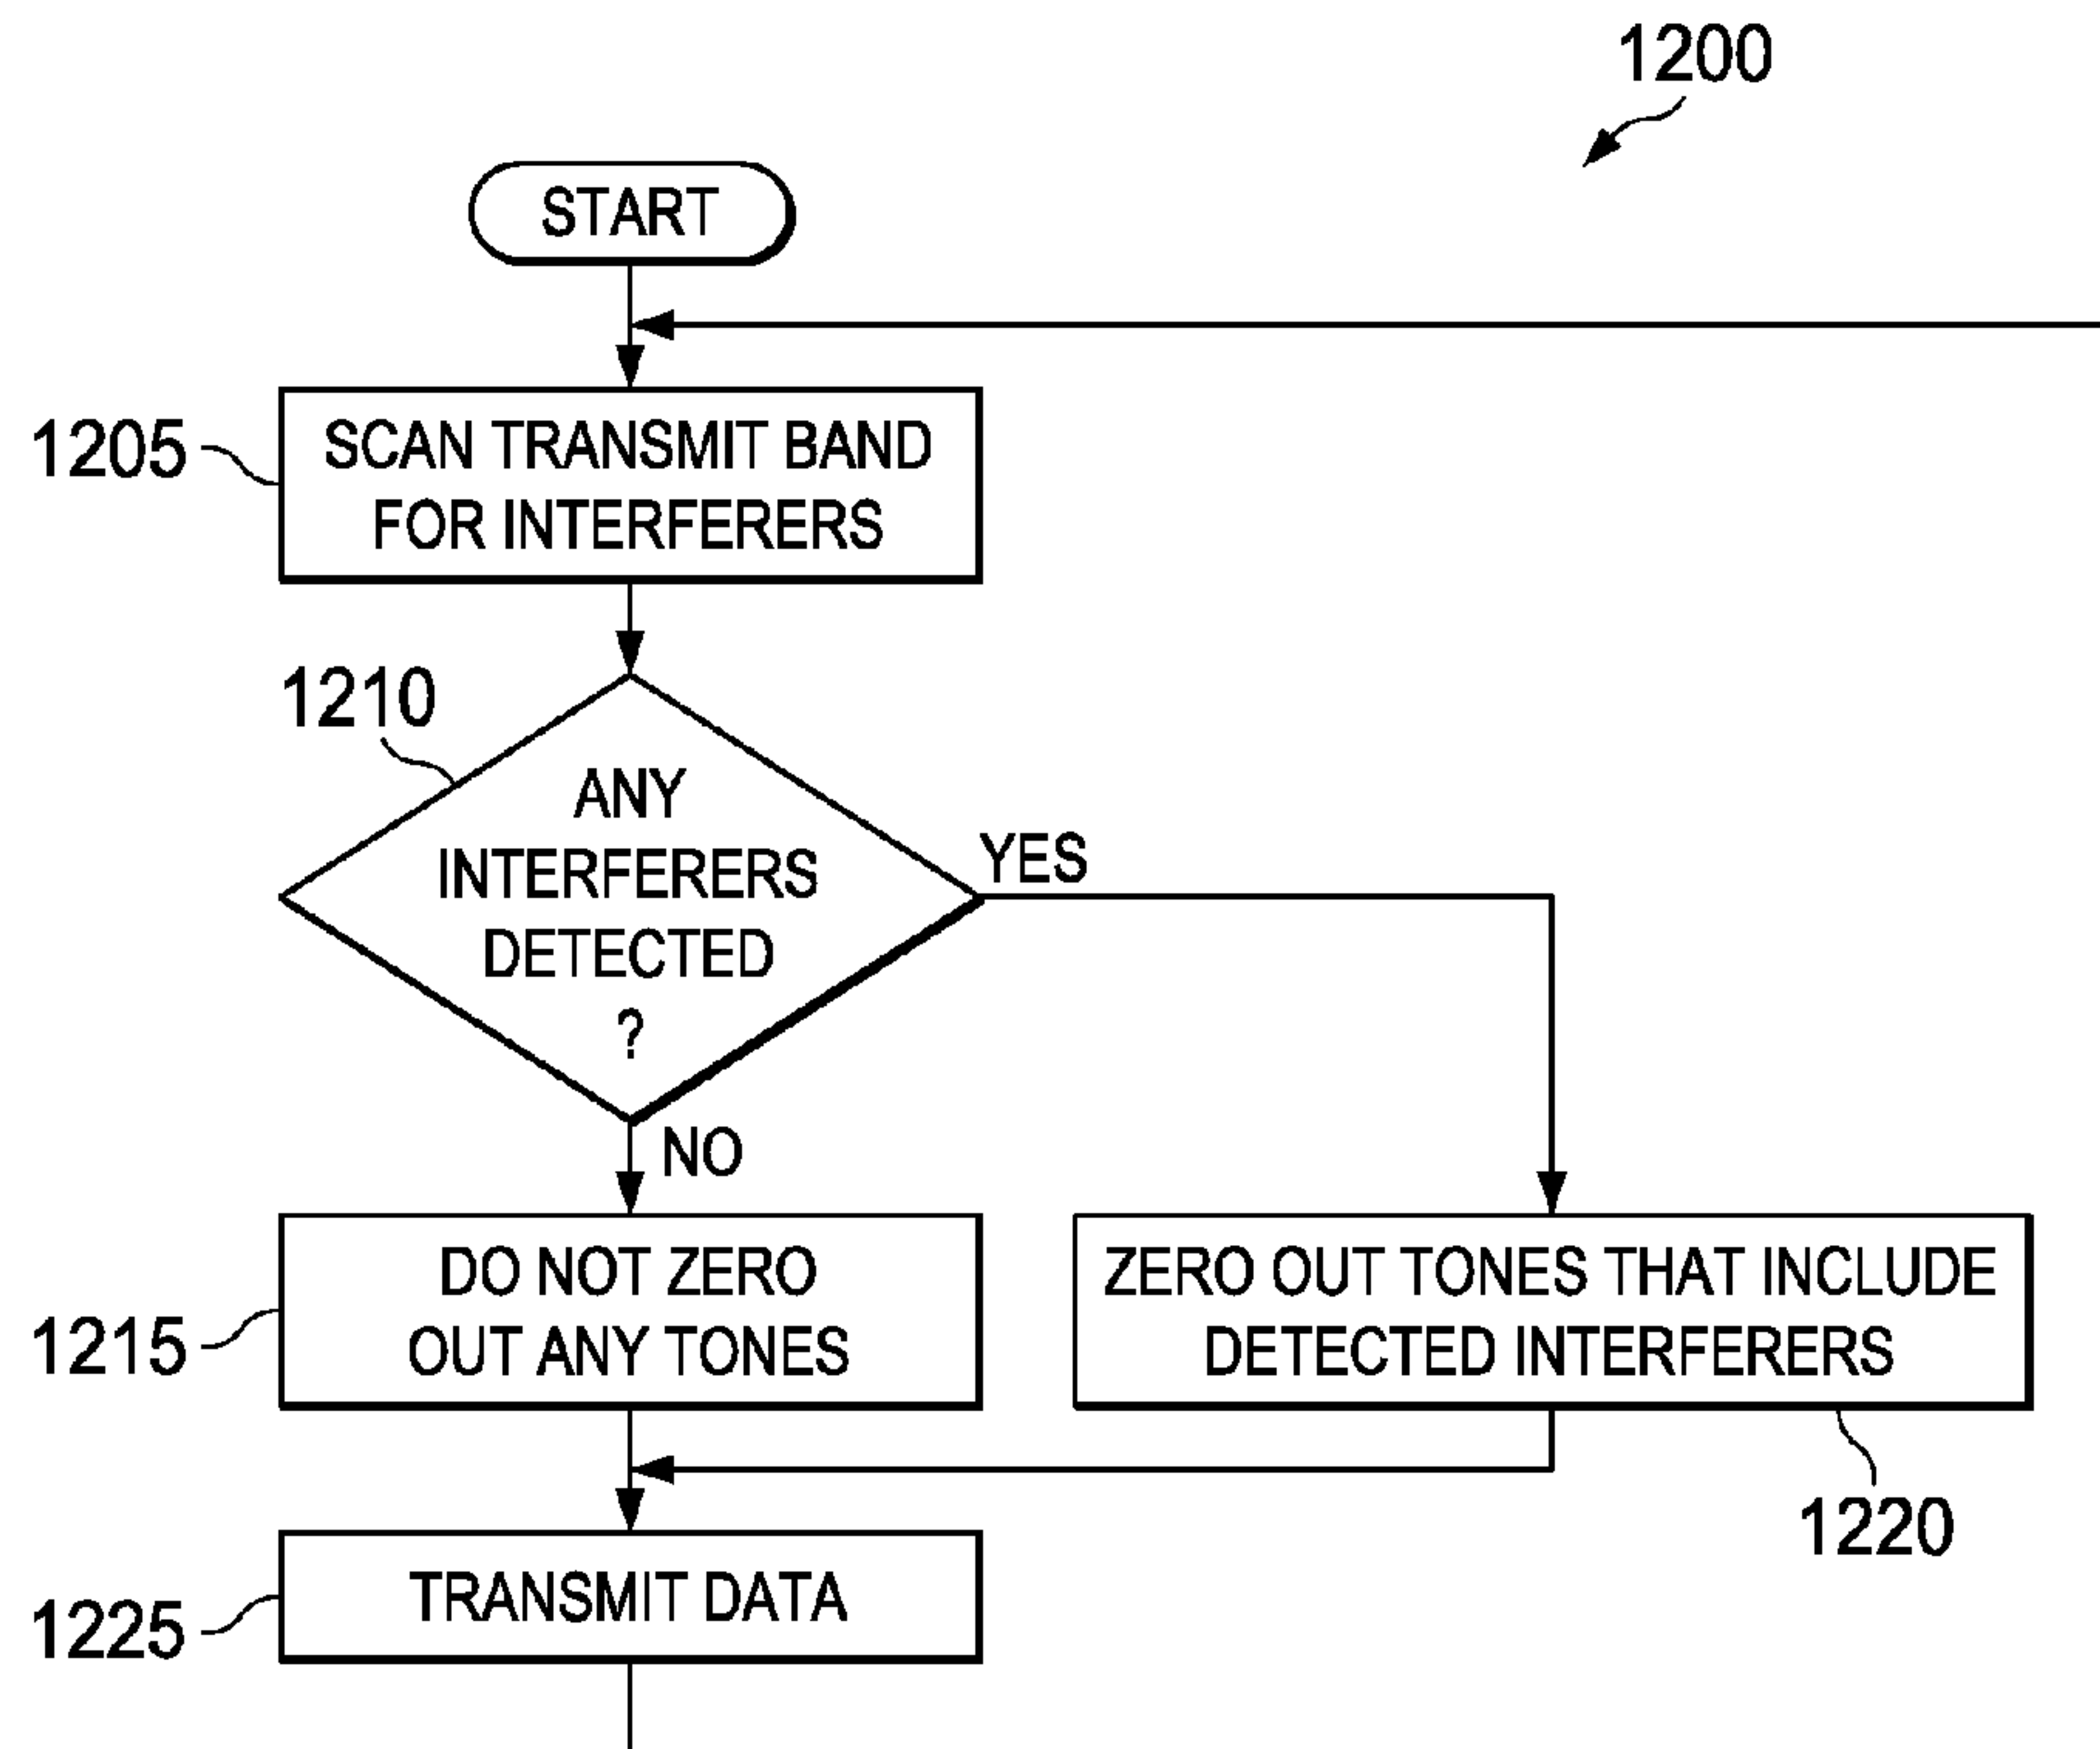 1200
START
1205
SCAN TRANSMIT BAND
FOR INTERFERERS
1210
ANY
INTERFERERS
DETECTED
?
YES
NO
1215
DO NOT ZERO
OUT ANY TONES
ZERO OUT TONES THAT INCLUDE
DETECTED INTERFERERS
1220
1225
TRANSMIT DATA